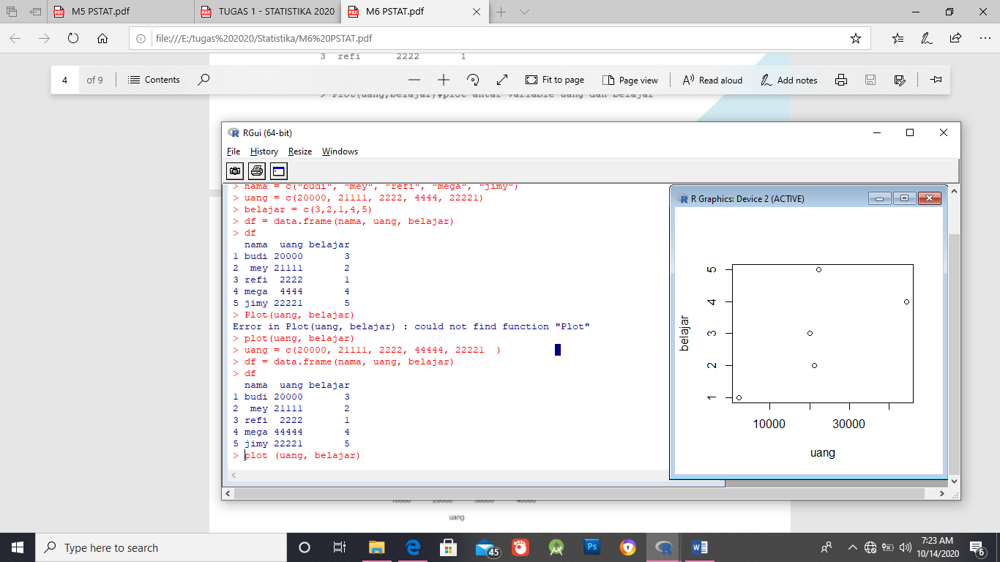 M5 PSTAT.pdf
TUGAS 1 - STATISTIKA 2020
M6 PSTAT.pdf
file:///E:/tugas%202020/Statistika/M6%20PSTAT.pdf
3 refi 2222 1
4 of 9 Contents Fit to page Page view Read aloud Add notes
> Plot(uang,belajar)#plot antar variable uang dan belajar
RGui (64-bit)
File History Resize Windows
> nama = c("budi", "mey", "refi", "mega", "jimy")
> uang = c(20000, 21111, 2222, 4444, 22221)
> belajar = c(3,2,1,4,5)
> df = data.frame(nama, uang, belajar)
> df
nama uang belajar
1 budi 20000 3
2 mey 21111 2
3 refi 2222 1
4 mega 4444 4
5 jimy 22221 5
> Plot(uang, belajar)
Error in Plot(uang, belajar) : could not find function "Plot"
> plot(uang, belajar)
> uang = c(20000, 21111, 2222, 44444, 22221 )
> df = data.frame(nama, uang, belajar)
> df
nama uang belajar
1 budi 20000 3
2 mey 21111 2
3 refi 2222 1
4 mega 44444 4
5 jimy 22221 5
> plot (uang, belajar)
R Graphics: Device 2 (ACTIVE)
5
4
3
2
1
belajar
10000 30000
uang
10000 20000 30000 40000
uang
Type here to search
45
Ps
7:23 AM
10/14/2020
6